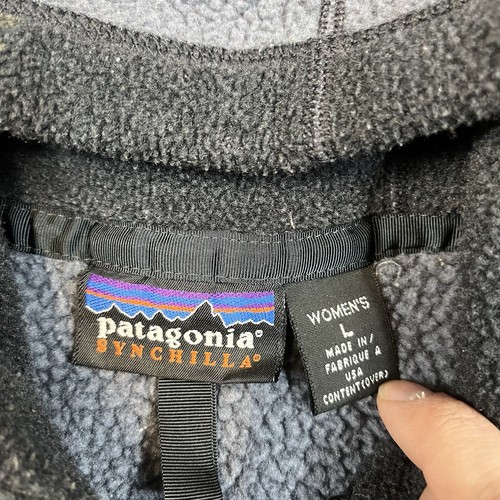 patagonia®
SYNCHILLA®
WOMEN'S
L
MADE IN/
FABRIQUE A
USA
CONTENT(OVER)